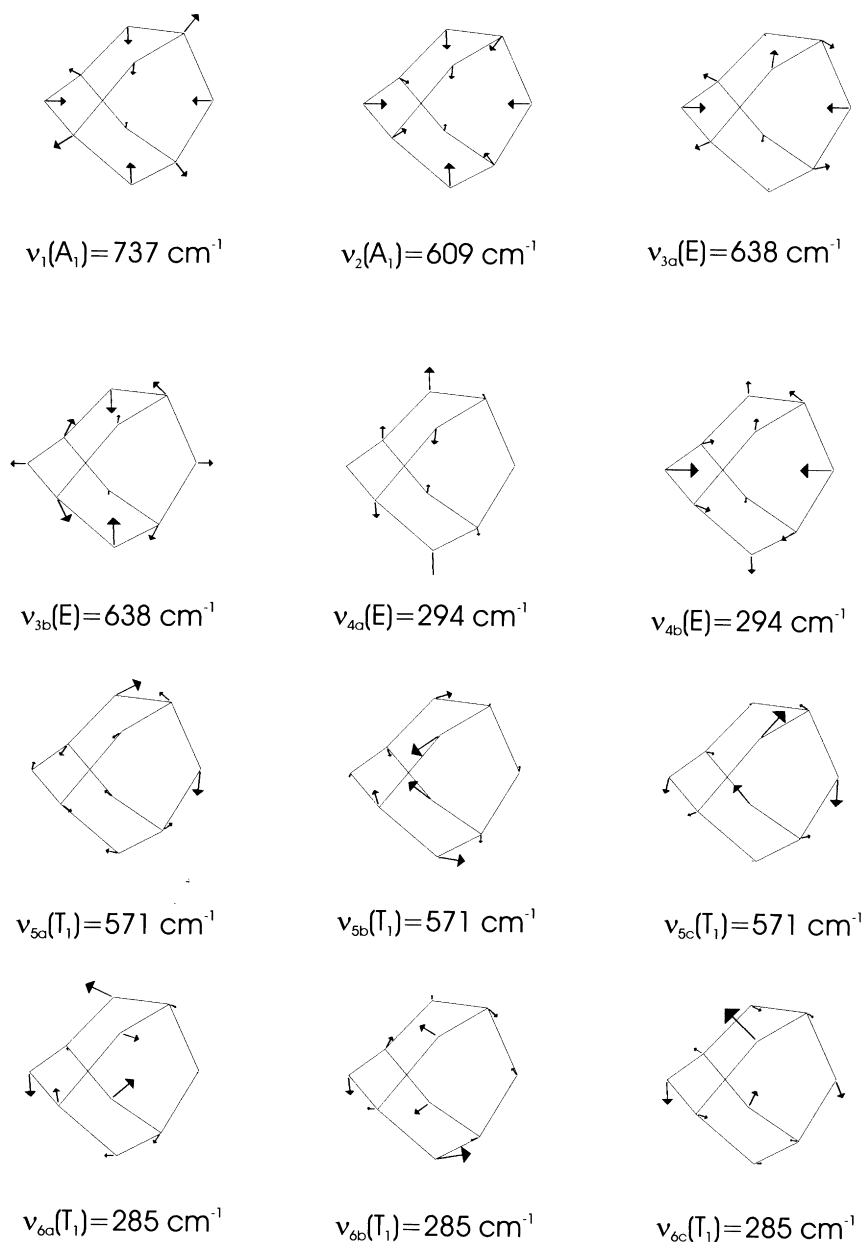 ν₁(A₁)=737 cm⁻¹
ν₂(A₁)=609 cm⁻¹
ν₃ₐ(E)=638 cm⁻¹
ν₃b(E)=638 cm⁻¹
ν₄ₐ(E)=294 cm⁻¹
ν₄b(E)=294 cm⁻¹
ν₅ₐ(T₁)=571 cm⁻¹
ν₅b(T₁)=571 cm⁻¹
ν₅c(T₁)=571 cm⁻¹
ν₆ₐ(T₁)=285 cm⁻¹
ν₆b(T₁)=285 cm⁻¹
ν₆c(T₁)=285 cm⁻¹